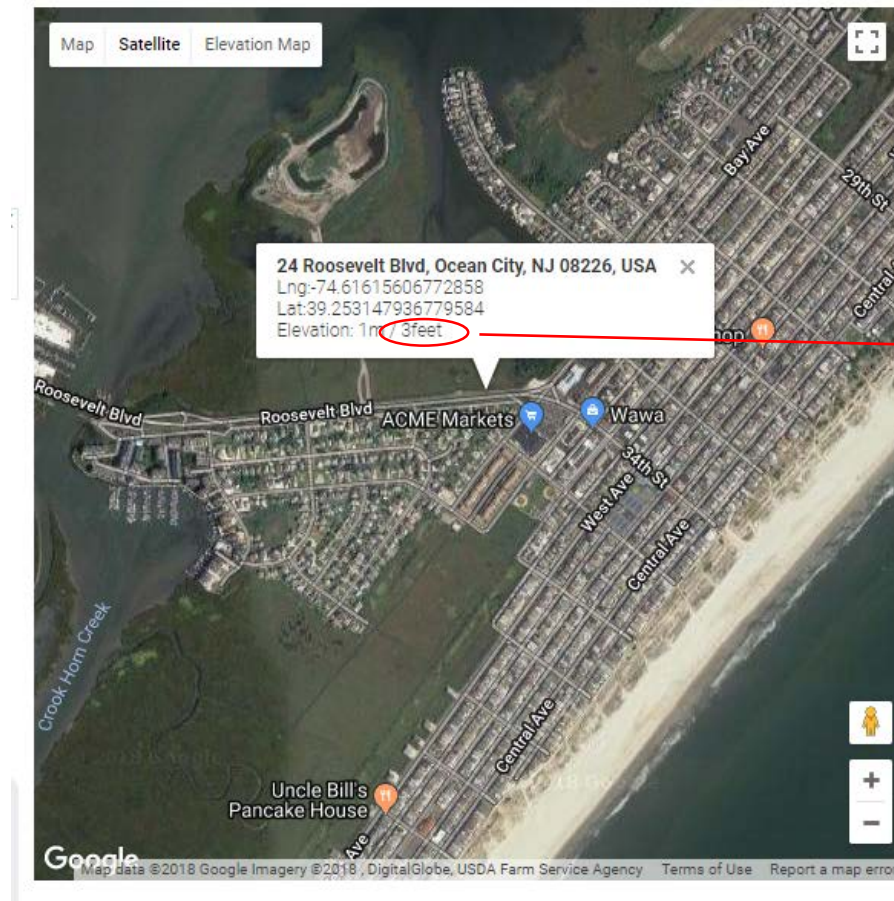 Map Satellite Elevation Map
Bay Ave
29th St
Central
24 Roosevelt Blvd, Ocean City, NJ 08226, USA
Lng:-74.61615606772858
Lat:39.253147936779584
Elevation: 1m / 3feet
hop
Roosevelt Blvd
Roosevelt Blvd
ACME Markets
Wawa
34th St
West Ave
Central Ave
Crook Horn Creek
Central Ave
Uncle Bill's
Pancake House
Ave
Google
Map data ©2018 Google Imagery ©2018 , DigitalGlobe, USDA Farm Service Agency Terms of Use Report a map erro